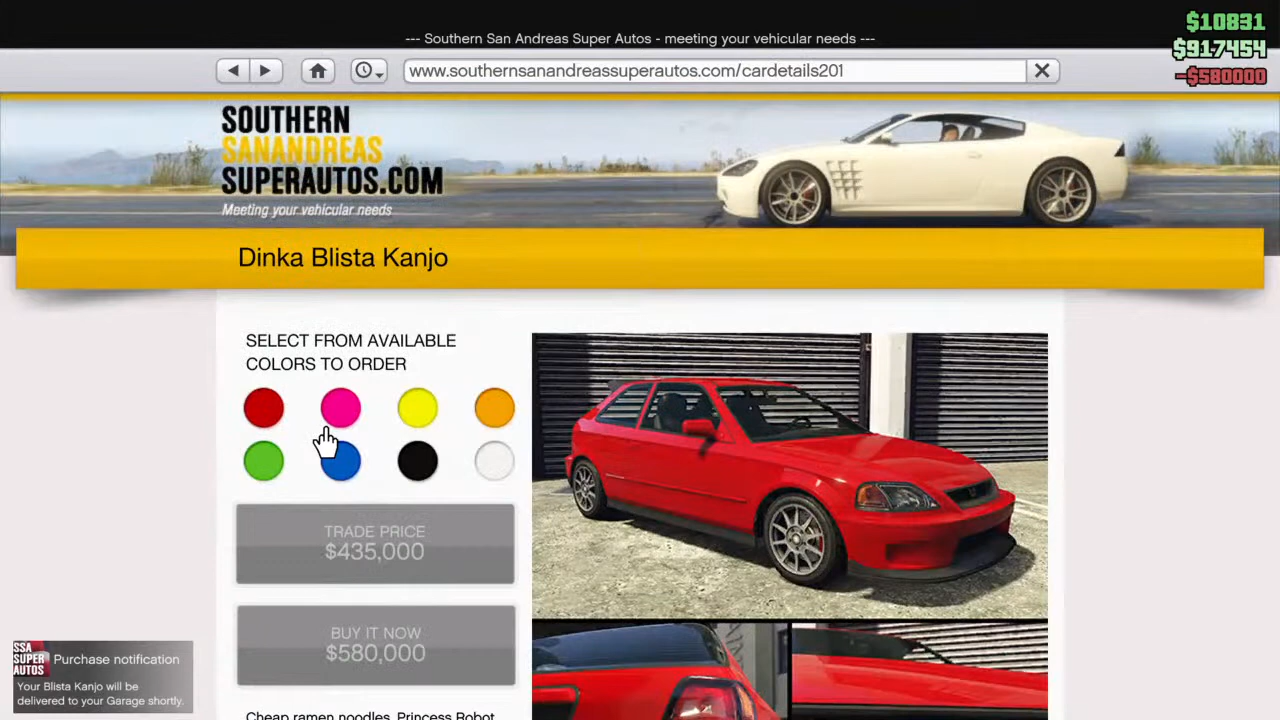 --- Southern San Andreas Super Autos - meeting your vehicular needs ---
$10831
$917454
-$580000
www.southernsanandreassuperautos.com/cardetails201
SOUTHERN
SANANDREAS
SUPERAUTOS.COM
Meeting your vehicular needs
Dinka Blista Kanjo
SELECT FROM AVAILABLE
COLORS TO ORDER
TRADE PRICE
$435,000
BUY IT NOW
$580,000
Cheap ramen noodles, Princess Robot
SSA
SUPER
AUTOS
Purchase notification
Your Blista Kanjo will be
delivered to your Garage shortly.